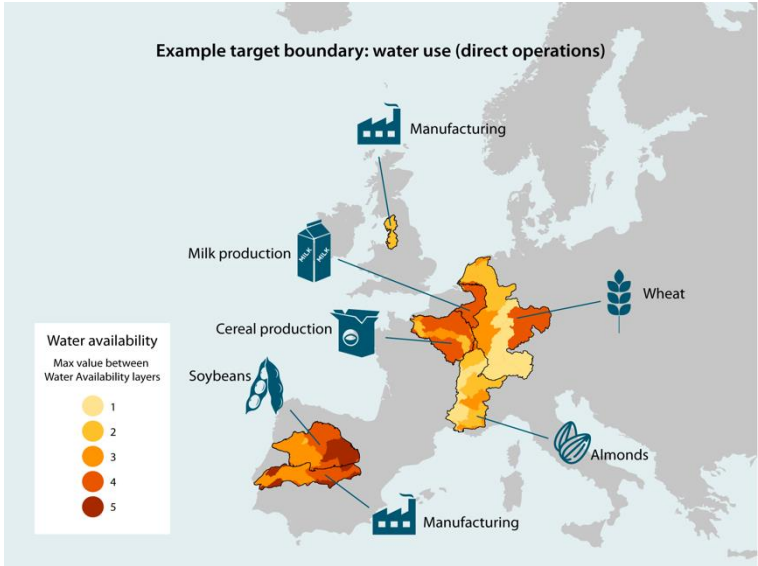 Example target boundary: water use (direct operations)
Manufacturing
Milk production
MILK
MILK
Wheat
Cereal production
Soybeans
Almonds
Manufacturing
Water availability
Max value between
Water Availability layers
1
2
3
4
5